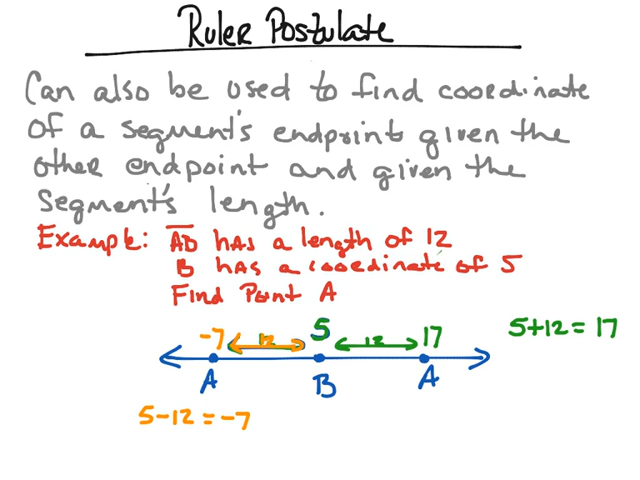 Ruler Postulate
Can also be used to find coordinate
of a segment's endpoint given the
other endpoint and given the
segment's length.
Example: AB has a length of 12
B has a coordinate of 5
Find Point A
-7 12 5 12 17 5+12=17
A B A
5-12=-7